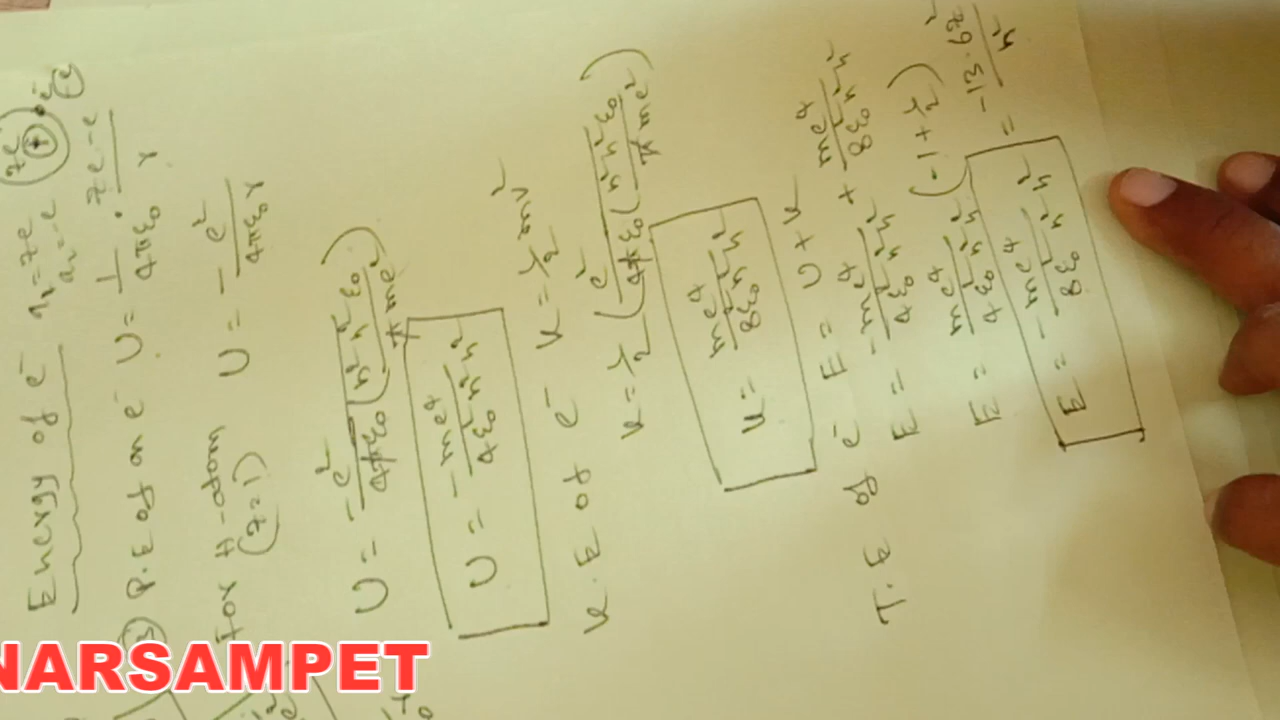 Energy of e⁻ q₁=Ze
q₂=-e
Ze
+
③ P.E of an e⁻ U = 1/4πε₀ · Ze·-e/r
For H-atom U = -e²/4πε₀r
(Z=1)
U = -e²/4πε₀(n²h²ε₀/πme²)
U = -me⁴/4ε₀²n²h²
K.E of e⁻ K = ½mv²
K = ½(e²/4πε₀(n²h²ε₀/πme²))
K = me⁴/8ε₀²n²h²
T.E of e⁻ E = U+K
E = -me⁴/4ε₀²n²h² + me⁴/8ε₀²n²h²
E = me⁴/4ε₀²n²h² (-1+½)
E = -me⁴/8ε₀²n²h² = -13.6Z²/n²
NARSAMPET